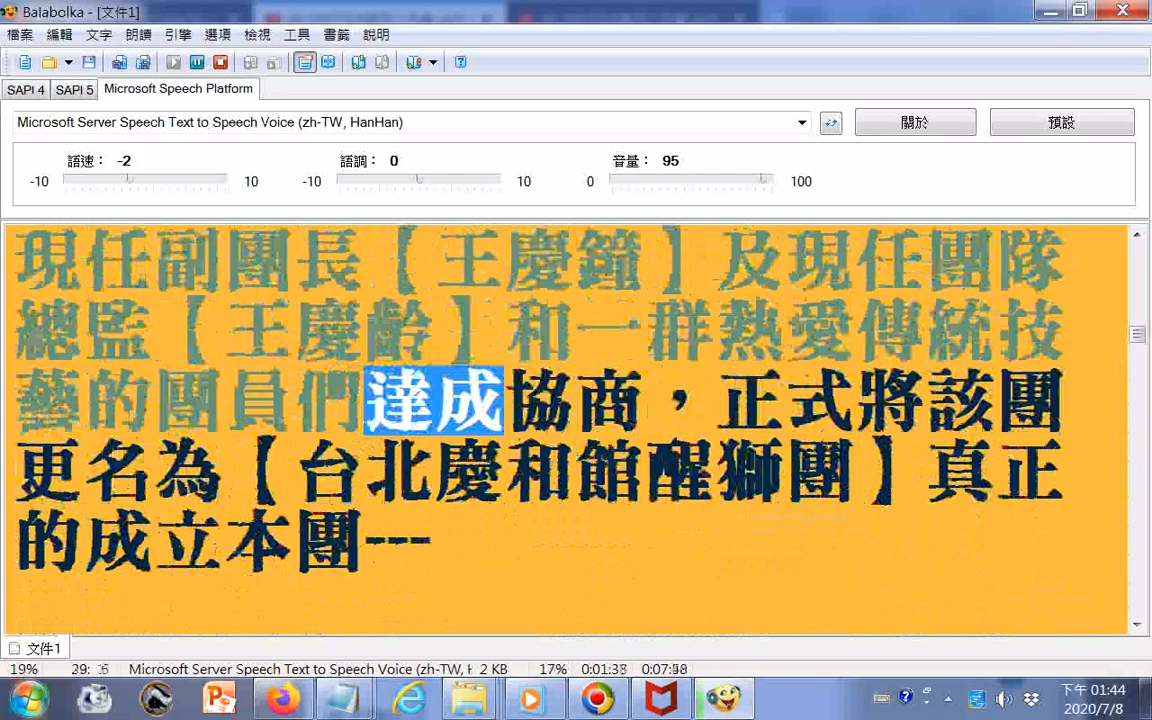 Balabolka - [文件1]
檔案 編輯 文字 朗讀 引擎 選項 檢視 工具 書籤 說明
SAPI 4 SAPI 5 Microsoft Speech Platform
Microsoft Server Speech Text to Speech Voice (zh-TW, HanHan) 關於 預設
語速： -2 語調： 0 音量： 95
-10 10 -10 10 0 100
現任副團長【王慶鐘】及現任團隊
總監【王慶齡】和一群熱愛傳統技
藝的團員們達成協商，正式將該團
更名為【台北慶和館醒獅團】真正
的成立本團---
文件1
19% Microsoft Server Speech Text to Speech Voice (zh-TW, 2 KB 17%
下午 01:44
2020/7/8